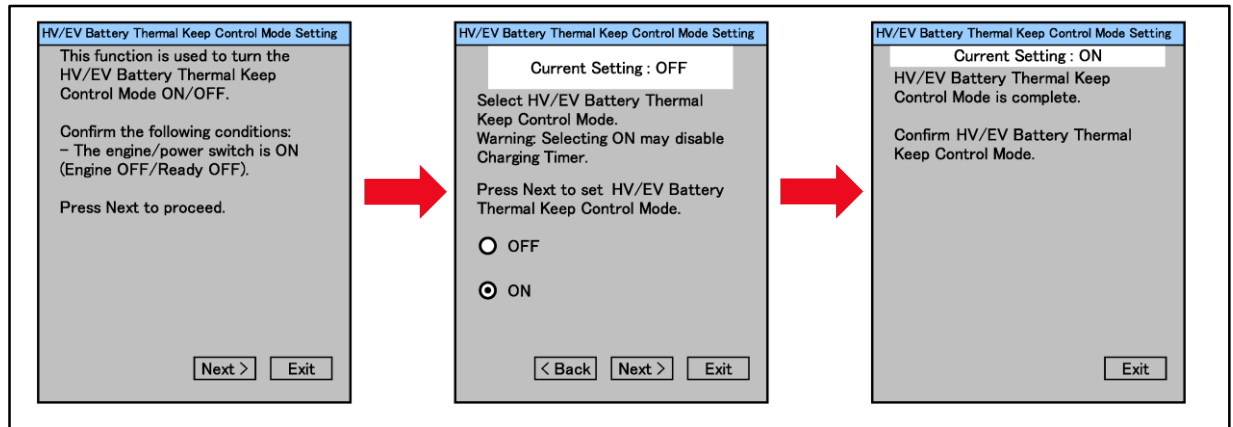 HV/EV Battery Thermal Keep Control Mode Setting
This function is used to turn the
HV/EV Battery Thermal Keep
Control Mode ON/OFF.
Confirm the following conditions:
- The engine/power switch is ON
(Engine OFF/Ready OFF).
Press Next to proceed.
Next >
Exit
HV/EV Battery Thermal Keep Control Mode Setting
Current Setting : OFF
Select HV/EV Battery Thermal
Keep Control Mode.
Warning: Selecting ON may disable
Charging Timer.
Press Next to set HV/EV Battery
Thermal Keep Control Mode.
OFF
ON
< Back
Next >
Exit
HV/EV Battery Thermal Keep Control Mode Setting
Current Setting : ON
HV/EV Battery Thermal Keep
Control Mode is complete.
Confirm HV/EV Battery Thermal
Keep Control Mode.
Exit